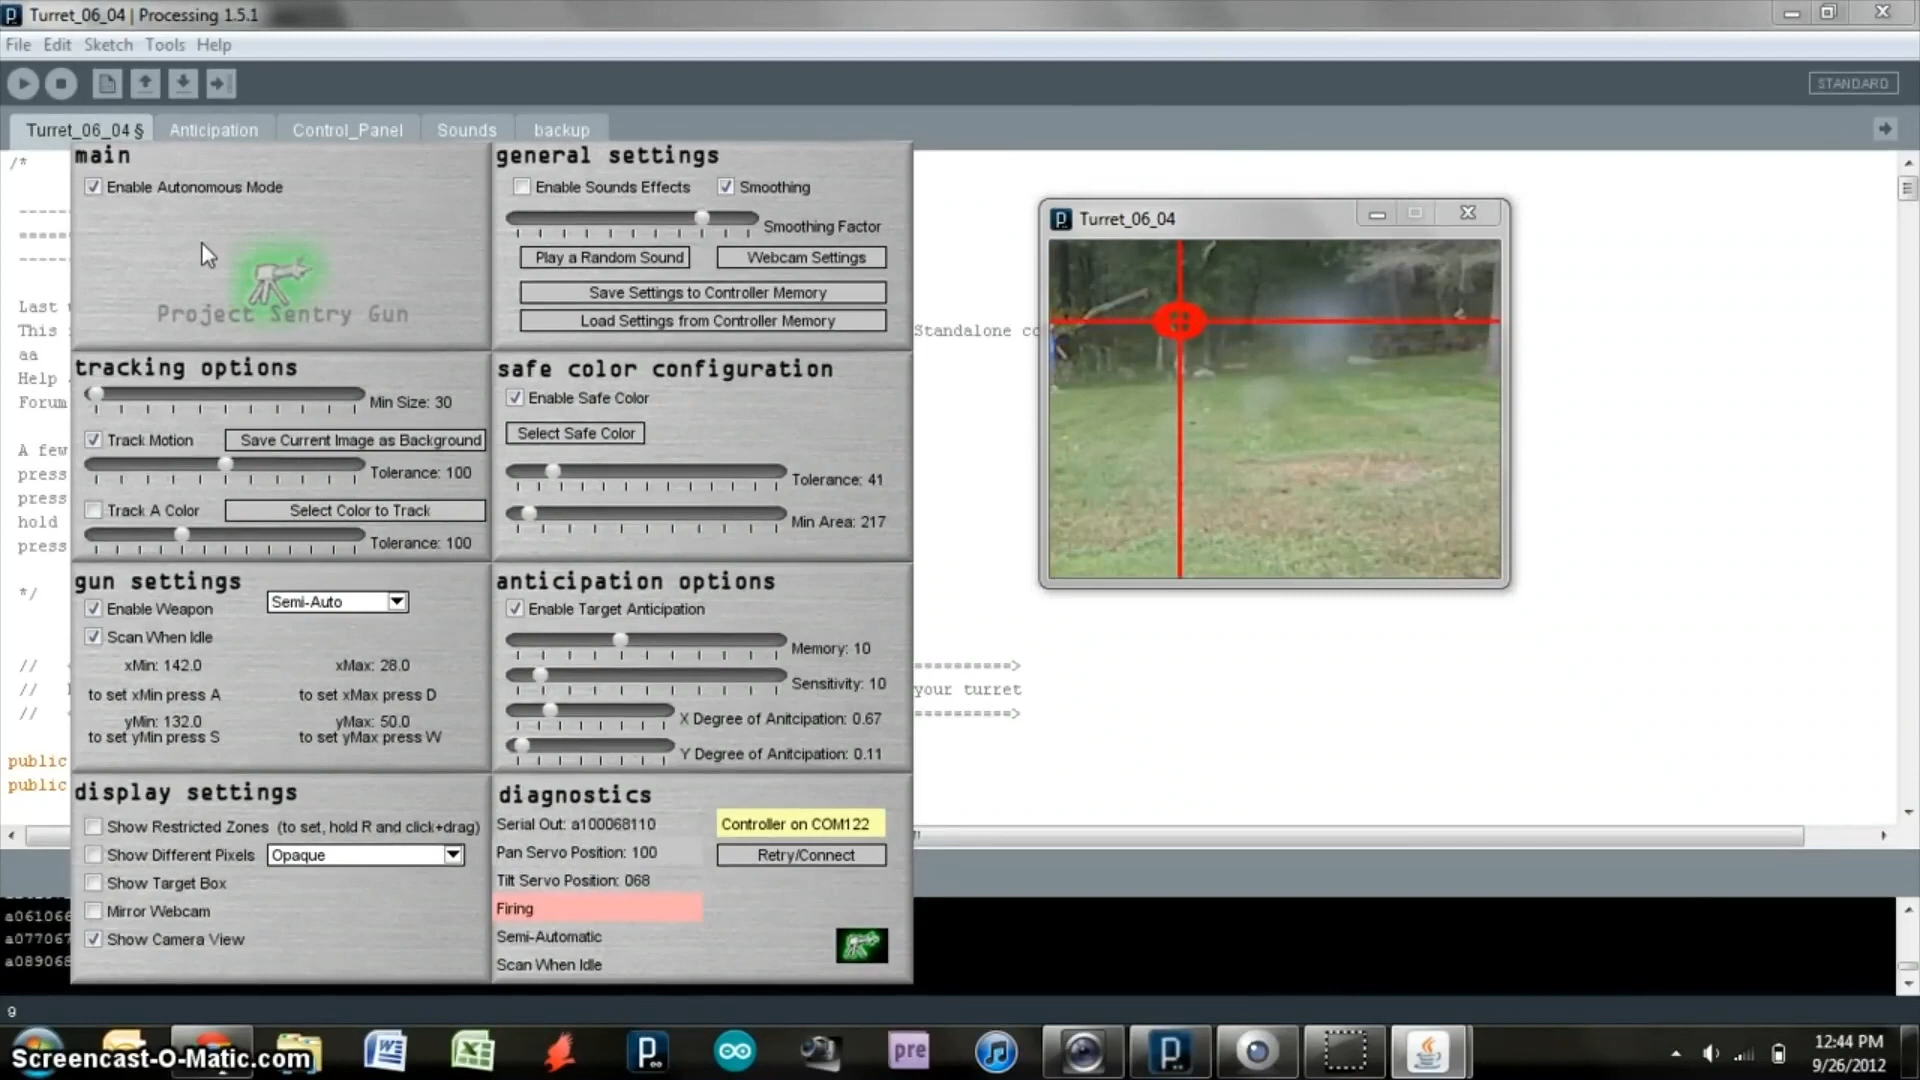 Turret_06_04 | Processing 1.5.1
File Edit Sketch Tools Help
STANDARD
Turret_06_04 § Anticipation Control_Panel Sounds backup
/*
-----
=====
-----
Last
This
Standalone co
aa
Help
Forum
A few
press
press
hold
press
*/
//
//
//
==========>
your turret
==========>
public
public
main
Enable Autonomous Mode
Project Sentry Gun
general settings
Enable Sounds Effects Smoothing
Smoothing Factor
Play a Random Sound Webcam Settings
Save Settings to Controller Memory
Load Settings from Controller Memory
tracking options
Min Size: 30
Track Motion Save Current Image as Background
Tolerance: 100
Track A Color Select Color to Track
Tolerance: 100
safe color configuration
Enable Safe Color
Select Safe Color
Tolerance: 41
Min Area: 217
gun settings
Enable Weapon Semi-Auto
Scan When Idle
xMin: 142.0 xMax: 28.0
to set xMin press A to set xMax press D
yMin: 132.0 yMax: 50.0
to set yMin press S to set yMax press W
anticipation options
Enable Target Anticipation
Memory: 10
Sensitivity: 10
X Degree of Anitcipation: 0.67
Y Degree of Anitcipation: 0.11
display settings
Show Restricted Zones (to set, hold R and click+drag)
Show Different Pixels Opaque
Show Target Box
Mirror Webcam
Show Camera View
diagnostics
Serial Out: a100068110 Controller on COM122
Pan Servo Position: 100 Retry/Connect
Tilt Servo Position: 068
Firing
Semi-Automatic
Scan When Idle
Turret_06_04
a061066
a077067
a089068
9
pre
Screencast-O-Matic.com
12:44 PM
9/26/2012